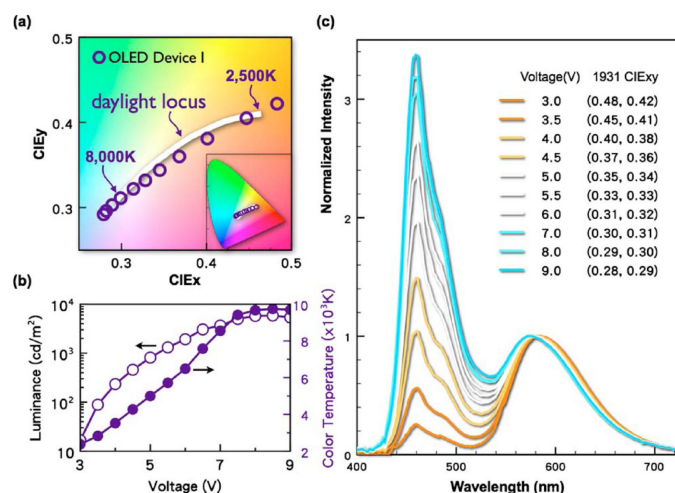 (a)
0.5
0.4
0.3
CIEy
OLED Device I
2,500K
daylight locus
8,000K
0.3
0.4
0.5
CIEx
(b)
10⁴
10³
10²
10
Luminance (cd/m²)
10
8
6
4
2
Color Temperature (x10³K)
3
5
7
9
Voltage (V)
(c)
3
2
1
0
Normalized Intensity
Voltage(V) 1931 CIExy
3.0 (0.48, 0.42)
3.5 (0.45, 0.41)
4.0 (0.40, 0.38)
4.5 (0.37, 0.36)
5.0 (0.35, 0.34)
5.5 (0.33, 0.33)
6.0 (0.31, 0.32)
7.0 (0.30, 0.31)
8.0 (0.29, 0.30)
9.0 (0.28, 0.29)
400
500
600
700
Wavelength (nm)